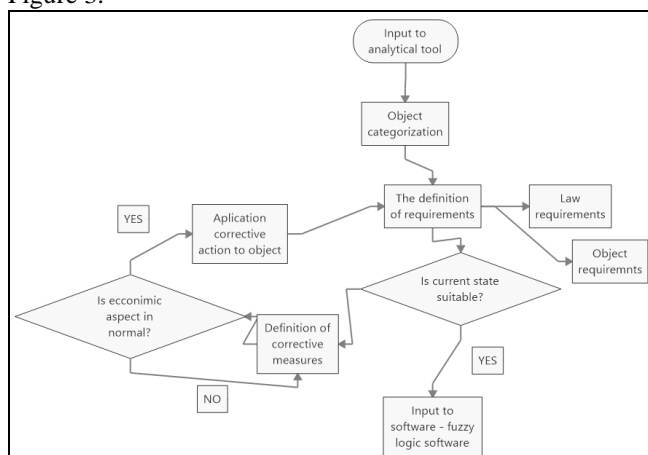 Figure 3.
Input to
analytical tool
Object
categorization
The definition
of requirements
Law
requirements
Object
requiremnts
YES
Aplication
corrective
action to object
Is current state
suitable?
Is ecconimic
aspect in
normal?
Definition of
corrective
measures
YES
NO
Input to
software - fuzzy
logic software